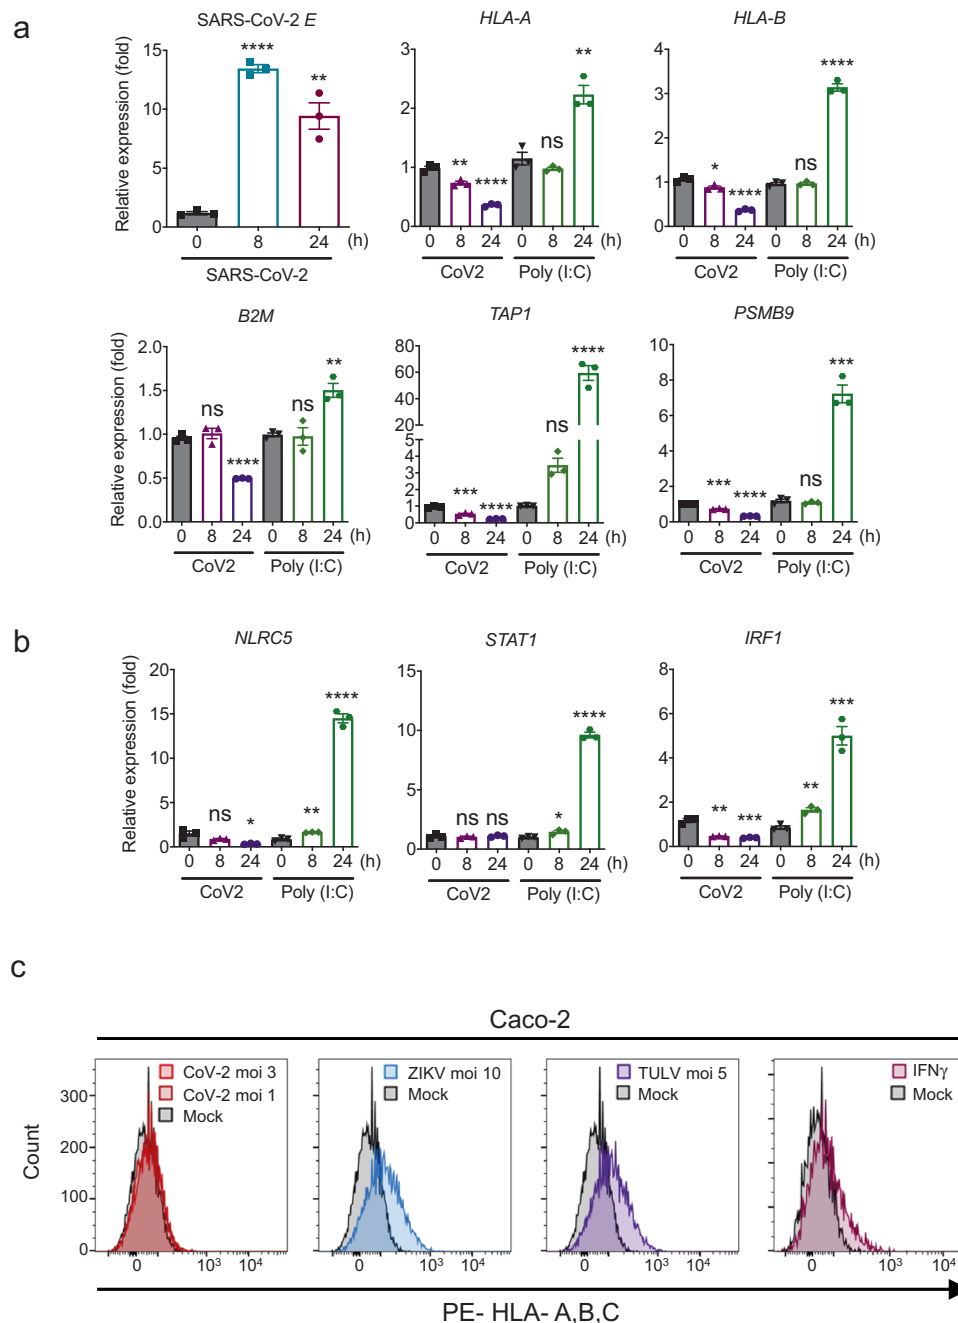 a
SARS-CoV-2 E
HLA-A
HLA-B
Relative expression (fold)
15
10
5
0
****
**
0 8 24 (h)
SARS-CoV-2
3
2
1
0
**
****
ns
**
0 8 24 0 8 24 (h)
CoV2 Poly (I:C)
4
3
2
1
0
*
****
ns
****
0 8 24 0 8 24 (h)
CoV2 Poly (I:C)
B2M
TAP1
PSMB9
Relative expression (fold)
2.0
1.5
1.0
0.5
0.0
ns
****
ns
**
0 8 24 0 8 24 (h)
CoV2 Poly (I:C)
80
60
40
20
5
4
3
2
1
0
***
****
ns
****
0 8 24 0 8 24 (h)
CoV2 Poly (I:C)
10
8
6
4
2
0
***
****
ns
***
0 8 24 0 8 24 (h)
CoV2 Poly (I:C)
b
NLRC5
STAT1
IRF1
Relative expression (fold)
20
15
10
5
0
ns
*
**
****
0 8 24 0 8 24 (h)
CoV2 Poly (I:C)
15
10
5
0
ns
ns
*
****
0 8 24 0 8 24 (h)
CoV2 Poly (I:C)
8
6
4
2
0
**
***
**
***
0 8 24 0 8 24 (h)
CoV2 Poly (I:C)
c
Caco-2
Count
300
200
100
0
CoV-2 moi 3
CoV-2 moi 1
Mock
0 10³ 10⁴
ZIKV moi 10
Mock
0 10³ 10⁴
TULV moi 5
Mock
0 10³ 10⁴
IFNγ
Mock
0 10³ 10⁴
PE- HLA- A,B,C